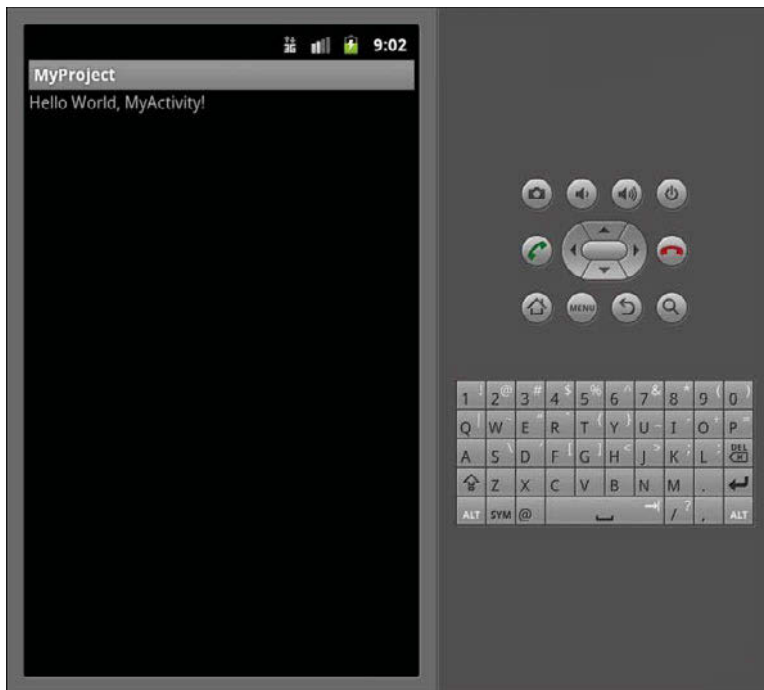 3G 9:02
MyProject
Hello World, MyActivity!
MENU
1 ! 2 @ 3 # 4 $ 5 % 6 ^ 7 & 8 * 9 ( 0 )
Q | W ~ E " R ` T { Y } U _ I - O + P =
A S \ D ' F [ G ] H < J > K ; L : DEL
Z X C V B N M .
ALT SYM @ / ? , ALT